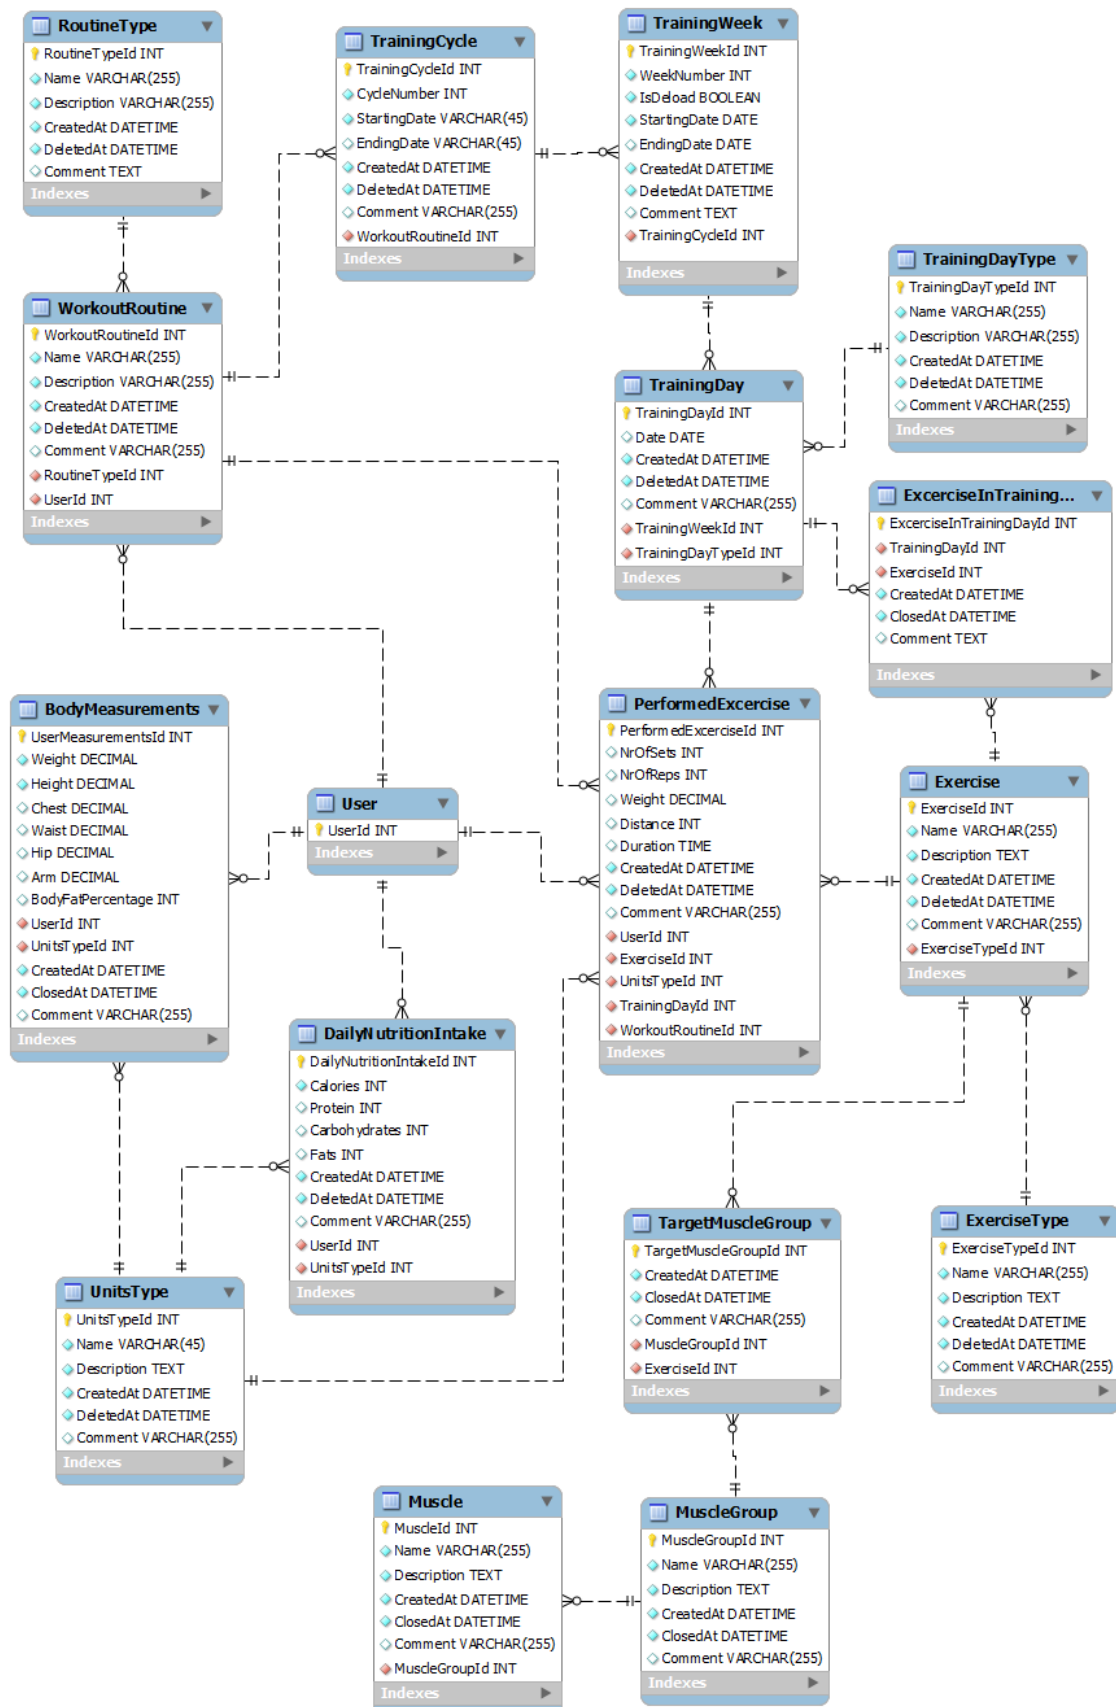 RoutineType
RoutineTypeId INT
Name VARCHAR(255)
Description VARCHAR(255)
CreatedAt DATETIME
DeletedAt DATETIME
Comment TEXT
Indexes
TrainingCycle
TrainingCycleId INT
CycleNumber INT
StartingDate VARCHAR(45)
EndingDate VARCHAR(45)
CreatedAt DATETIME
DeletedAt DATETIME
Comment VARCHAR(255)
WorkoutRoutineId INT
Indexes
TrainingWeek
TrainingWeekId INT
WeekNumber INT
IsDeload BOOLEAN
StartingDate DATE
EndingDate DATE
CreatedAt DATETIME
DeletedAt DATETIME
Comment TEXT
TrainingCycleId INT
Indexes
TrainingDayType
TrainingDayTypeId INT
Name VARCHAR(255)
Description VARCHAR(255)
CreatedAt DATETIME
DeletedAt DATETIME
Comment VARCHAR(255)
Indexes
WorkoutRoutine
WorkoutRoutineId INT
Name VARCHAR(255)
Description VARCHAR(255)
CreatedAt DATETIME
DeletedAt DATETIME
Comment VARCHAR(255)
RoutineTypeId INT
UserId INT
Indexes
TrainingDay
TrainingDayId INT
Date DATE
CreatedAt DATETIME
DeletedAt DATETIME
Comment VARCHAR(255)
TrainingWeekId INT
TrainingDayTypeId INT
Indexes
ExcerciseInTraining...
ExcerciseInTrainingDayId INT
TrainingDayId INT
ExerciseId INT
CreatedAt DATETIME
ClosedAt DATETIME
Comment TEXT
Indexes
BodyMeasurements
UserMeasurementsId INT
Weight DECIMAL
Height DECIMAL
Chest DECIMAL
Waist DECIMAL
Hip DECIMAL
Arm DECIMAL
BodyFatPercentage INT
UserId INT
UnitsTypeId INT
CreatedAt DATETIME
ClosedAt DATETIME
Comment VARCHAR(255)
Indexes
User
UserId INT
Indexes
PerformedExcercise
PerformedExcerciseId INT
NrOfSets INT
NrOfReps INT
Weight DECIMAL
Distance INT
Duration TIME
CreatedAt DATETIME
DeletedAt DATETIME
Comment VARCHAR(255)
UserId INT
ExerciseId INT
UnitsTypeId INT
TrainingDayId INT
WorkoutRoutineId INT
Indexes
Exercise
ExerciseId INT
Name VARCHAR(255)
Description TEXT
CreatedAt DATETIME
DeletedAt DATETIME
Comment VARCHAR(255)
ExerciseTypeId INT
Indexes
DailyNutritionIntake
DailyNutritionIntakeId INT
Calories INT
Protein INT
Carbohydrates INT
Fats INT
CreatedAt DATETIME
DeletedAt DATETIME
Comment VARCHAR(255)
UserId INT
UnitsTypeId INT
Indexes
UnitsType
UnitsTypeId INT
Name VARCHAR(45)
Description TEXT
CreatedAt DATETIME
DeletedAt DATETIME
Comment VARCHAR(255)
Indexes
TargetMuscleGroup
TargetMuscleGroupId INT
CreatedAt DATETIME
ClosedAt DATETIME
Comment VARCHAR(255)
MuscleGroupId INT
ExerciseId INT
Indexes
ExerciseType
ExerciseTypeId INT
Name VARCHAR(255)
Description TEXT
CreatedAt DATETIME
DeletedAt DATETIME
Comment VARCHAR(255)
Indexes
Muscle
MuscleId INT
Name VARCHAR(255)
Description TEXT
CreatedAt DATETIME
ClosedAt DATETIME
Comment VARCHAR(255)
MuscleGroupId INT
Indexes
MuscleGroup
MuscleGroupId INT
Name VARCHAR(255)
Description TEXT
CreatedAt DATETIME
ClosedAt DATETIME
Comment VARCHAR(255)
Indexes